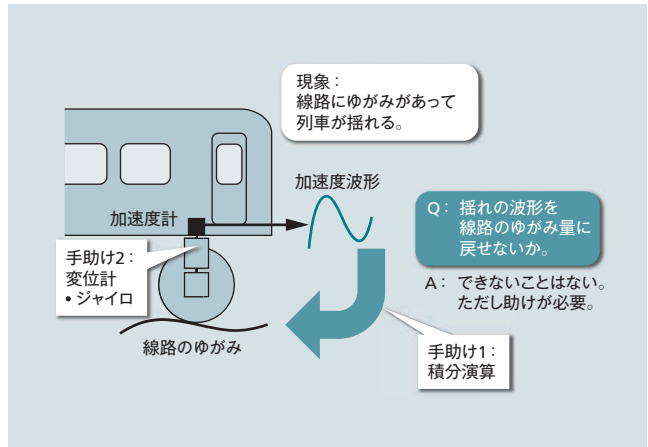 現象：
線路にゆがみがあって
列車が揺れる。
加速度波形
加速度計
Q： 揺れの波形を
線路のゆがみ量に
戻せないか。
手助け2：
変位計
• ジャイロ
A： できないことはない。
ただし助けが必要。
線路のゆがみ
手助け1：
積分演算